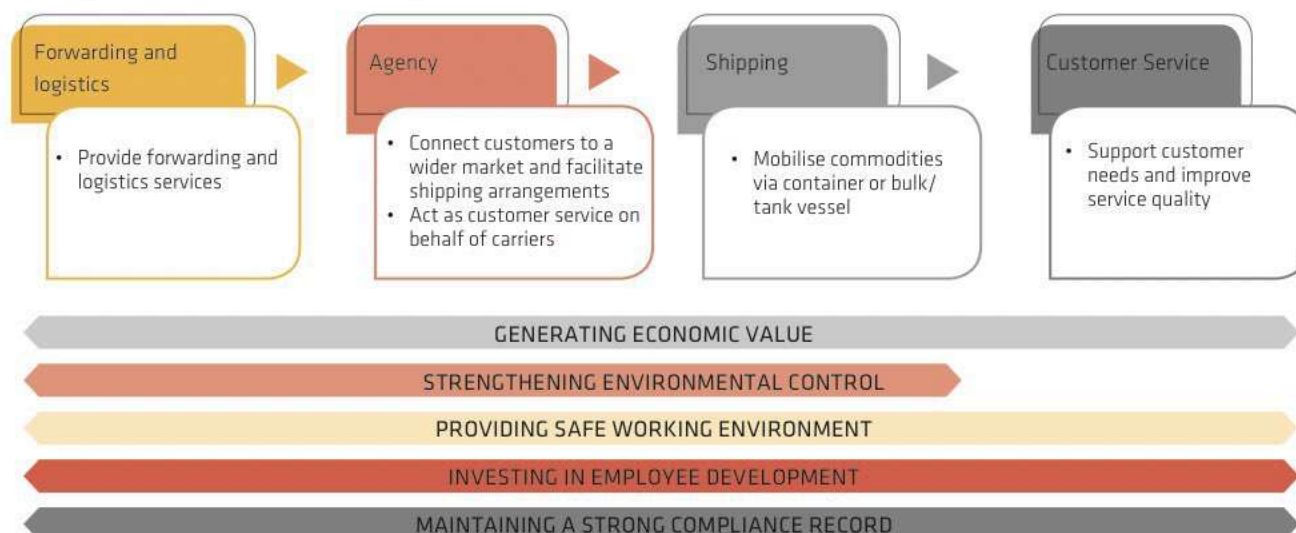 Forwarding and
logistics
• Provide forwarding and
logistics services
Agency
• Connect customers to a
wider market and facilitate
shipping arrangements
• Act as customer service on
behalf of carriers
Shipping
• Mobilise commodities
via container or bulk/
tank vessel
Customer Service
• Support customer
needs and improve
service quality
GENERATING ECONOMIC VALUE
STRENGTHENING ENVIRONMENTAL CONTROL
PROVIDING SAFE WORKING ENVIRONMENT
INVESTING IN EMPLOYEE DEVELOPMENT
MAINTAINING A STRONG COMPLIANCE RECORD